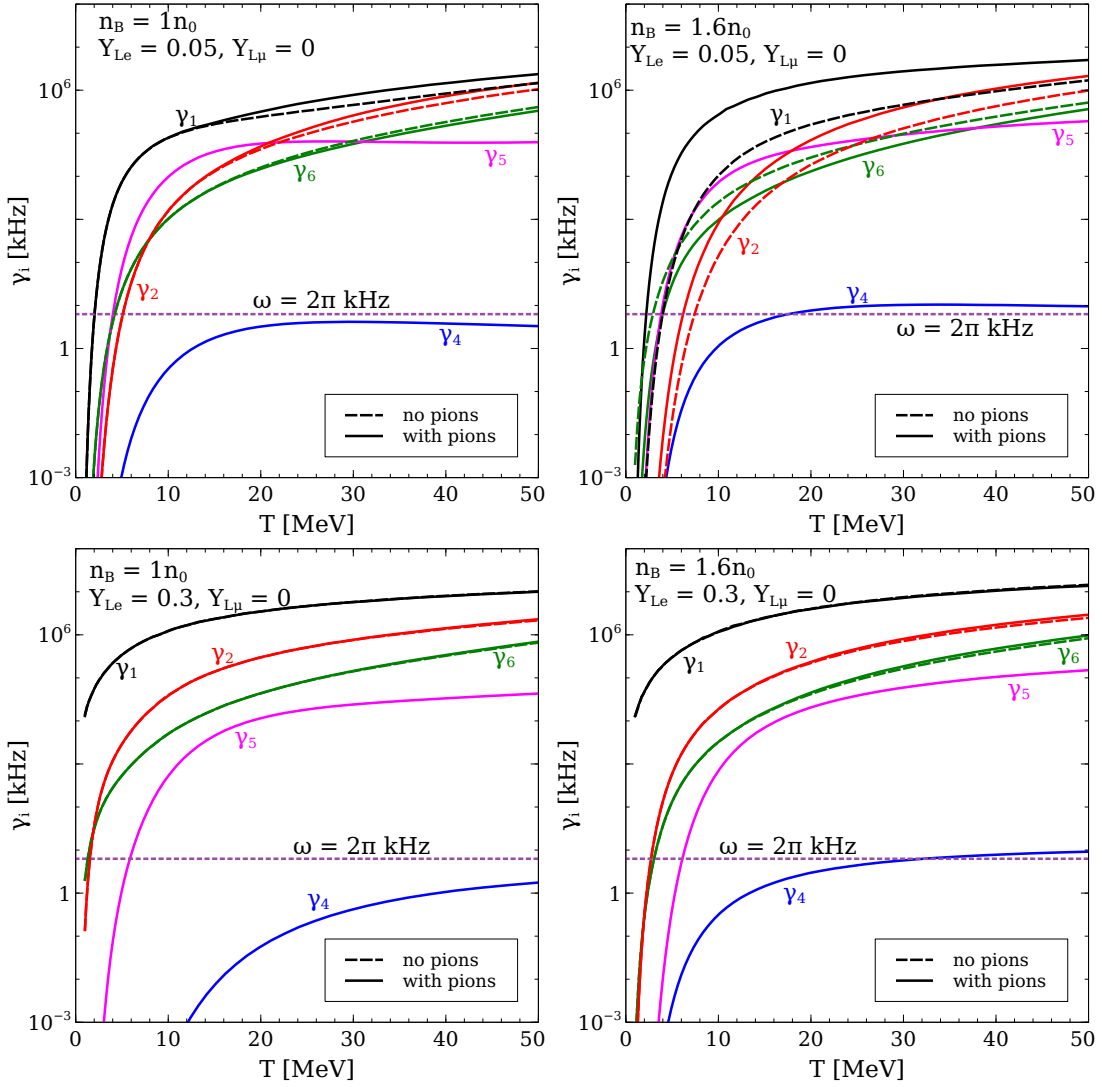 n_B = 1n_0
Y_Le = 0.05, Y_Lμ = 0
γ_i [kHz]
10^6
1
10^−3
γ_1
γ_5
γ_6
γ_2
ω = 2π kHz
γ_4
no pions
with pions
0 10 20 30 40 50
T [MeV]
n_B = 1.6n_0
Y_Le = 0.05, Y_Lμ = 0
γ_i [kHz]
10^6
1
10^−3
γ_1
γ_5
γ_6
γ_2
γ_4
ω = 2π kHz
no pions
with pions
0 10 20 30 40 50
T [MeV]
n_B = 1n_0
Y_Le = 0.3, Y_Lμ = 0
γ_i [kHz]
10^6
1
10^−3
γ_1
γ_2
γ_6
γ_5
ω = 2π kHz
γ_4
no pions
with pions
0 10 20 30 40 50
T [MeV]
n_B = 1.6n_0
Y_Le = 0.3, Y_Lμ = 0
γ_i [kHz]
10^6
1
10^−3
γ_1
γ_2
γ_6
γ_5
ω = 2π kHz
γ_4
no pions
with pions
0 10 20 30 40 50
T [MeV]